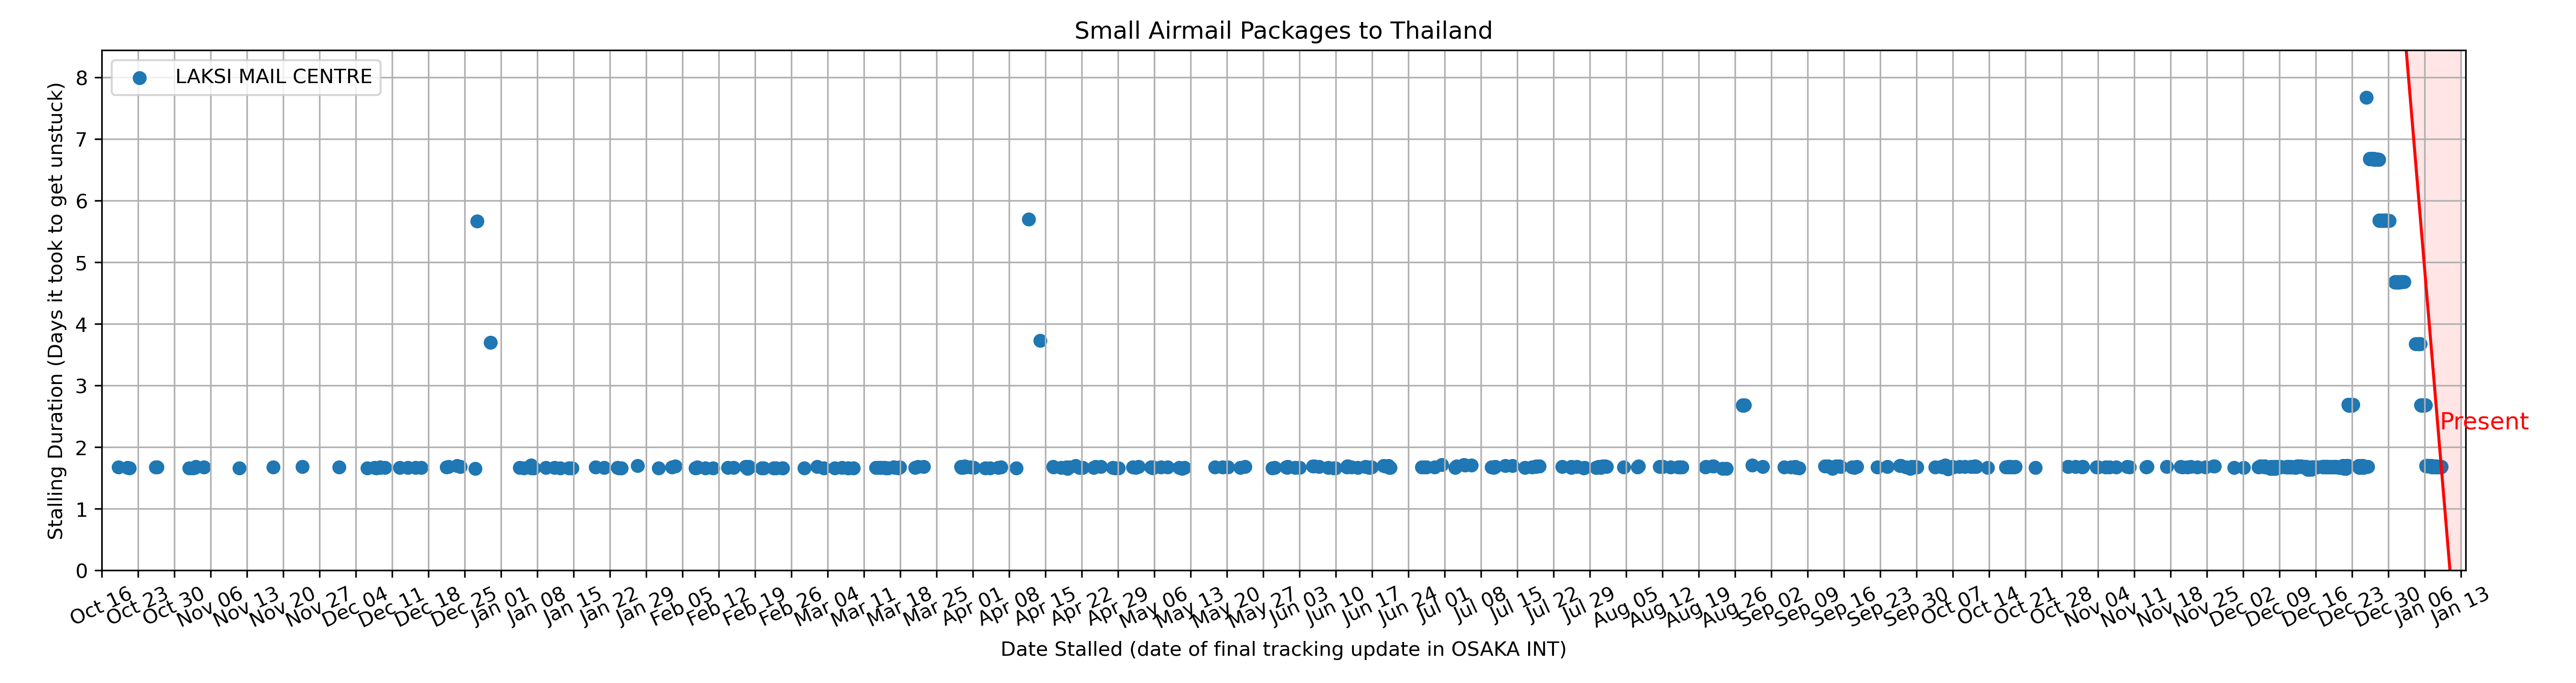 Small Airmail Packages to Thailand
LAKSI MAIL CENTRE
Stalling Duration (Days it took to get unstuck)
8
7
6
5
4
3
2
1
0
Present
Oct 16 Oct 23 Oct 30 Nov 06 Nov 13 Nov 20 Nov 27 Dec 04 Dec 11 Dec 18 Dec 25 Jan 01 Jan 08 Jan 15 Jan 22 Jan 29 Feb 05 Feb 12 Feb 19 Feb 26 Mar 04 Mar 11 Mar 18 Mar 25 Apr 01 Apr 08 Apr 15 Apr 22 Apr 29 May 06 May 13 May 20 May 27 Jun 03 Jun 10 Jun 17 Jun 24 Jul 01 Jul 08 Jul 15 Jul 22 Jul 29 Aug 05 Aug 12 Aug 19 Aug 26 Sep 02 Sep 09 Sep 16 Sep 23 Sep 30 Oct 07 Oct 14 Oct 21 Oct 28 Nov 04 Nov 11 Nov 18 Nov 25 Dec 02 Dec 09 Dec 16 Dec 23 Dec 30 Jan 06 Jan 13
Date Stalled (date of final tracking update in OSAKA INT)